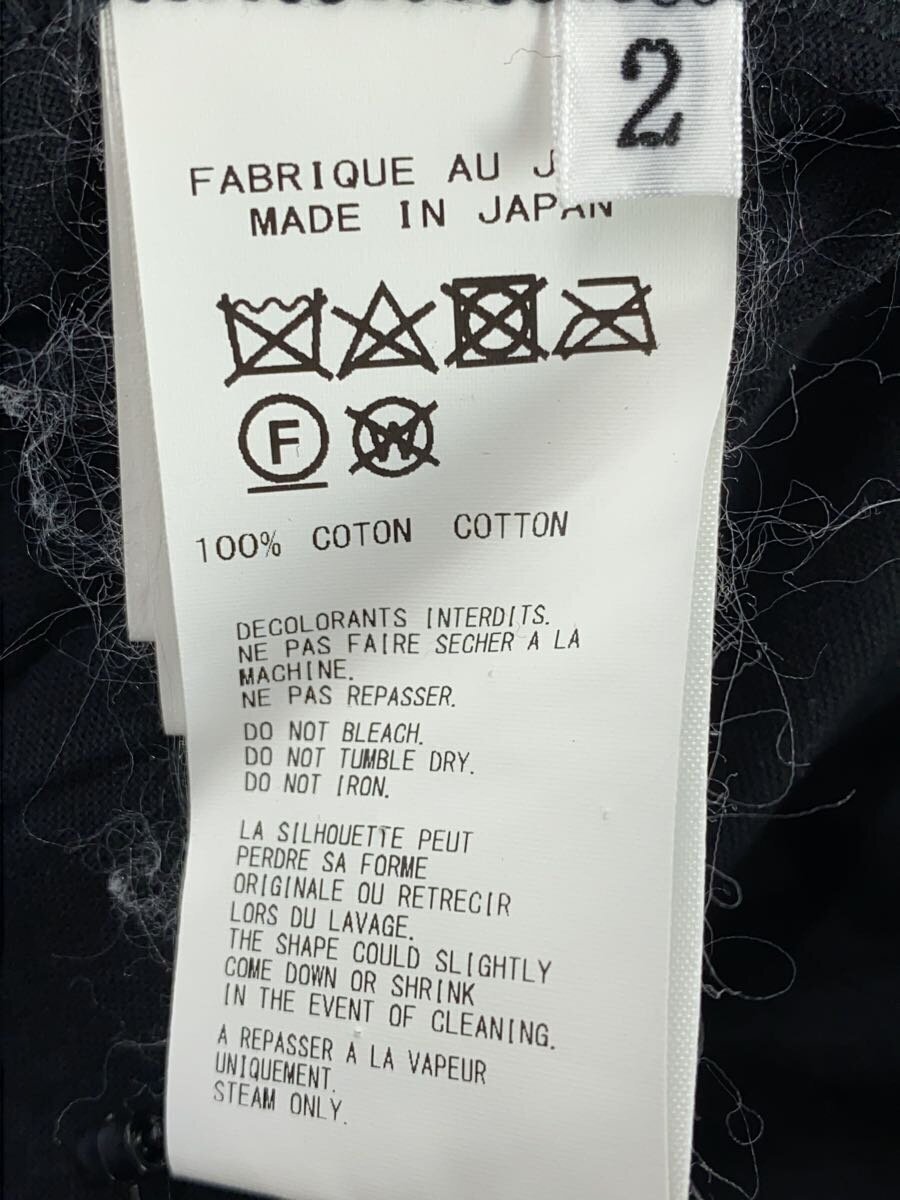 2
FABRIQUE AU J
MADE IN JAPAN
F
W
100% COTON COTTON
DECOLORANTS INTERDITS.
NE PAS FAIRE SECHER A LA
MACHINE.
NE PAS REPASSER.
DO NOT BLEACH.
DO NOT TUMBLE DRY.
DO NOT IRON.
LA SILHOUETTE PEUT
PERDRE SA FORME
ORIGINALE OU RETRECIR
LORS DU LAVAGE.
THE SHAPE COULD SLIGHTLY
COME DOWN OR SHRINK
IN THE EVENT OF CLEANING.
A REPASSER A LA VAPEUR
UNIQUEMENT.
STEAM ONLY.